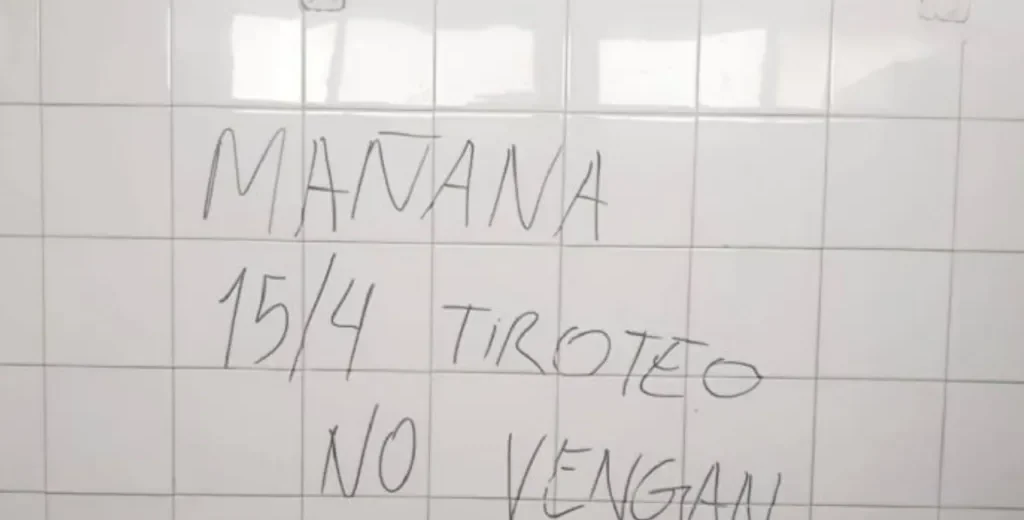 MAÑANA
15/4 TIROTEO
NO VENGAN